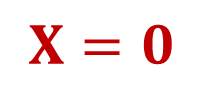 X = 0